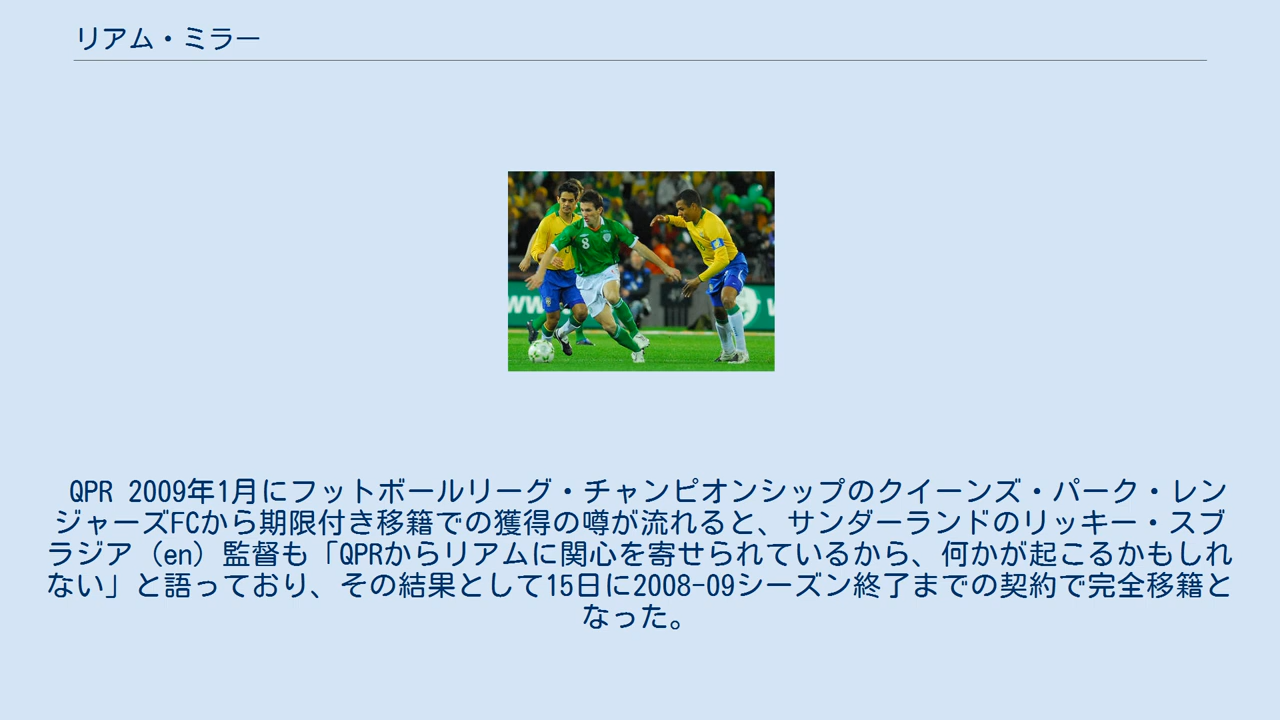 リアム・ミラー
8
www
w
QPR 2009年1月にフットボールリーグ・チャンピオンシップのクイーンズ・パーク・レン
ジャーズFCから期限付き移籍での獲得の噂が流れると、サンダーランドのリッキー・スブ
ラジア（en）監督も「QPRからリアムに関心を寄せられているから、何かが起こるかもしれ
ない」と語っており、その結果として15日に2008-09シーズン終了までの契約で完全移籍と
なった。